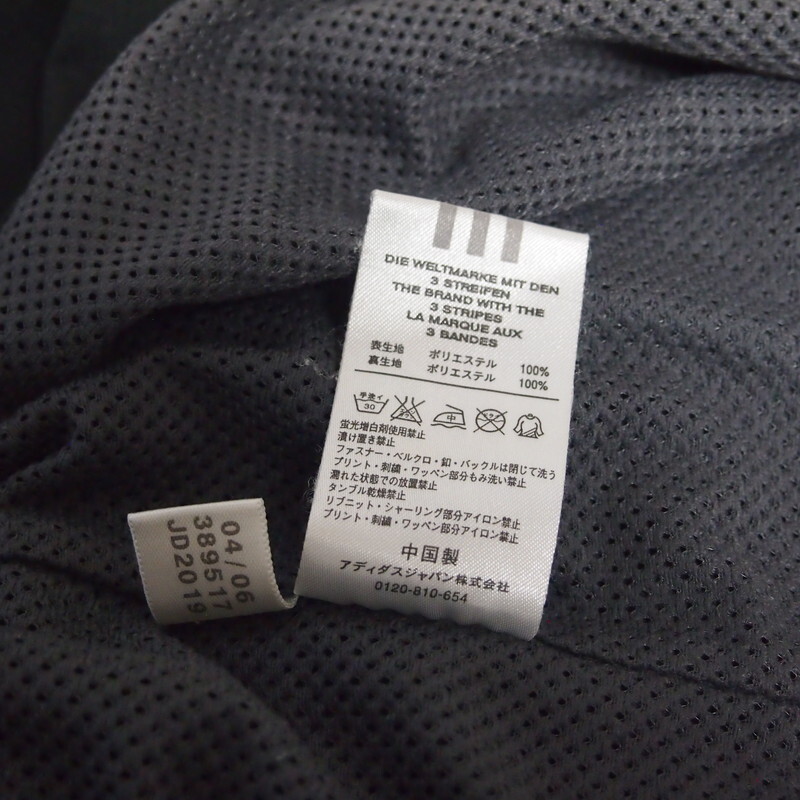 DIE WELTMARKE MIT DEN
3 STREIFEN
THE BRAND WITH THE
3 STRIPES
LA MARQUE AUX
3 BANDES
表生地 ポリエステル 100%
裏生地 ポリエステル 100%
手洗イ
30
中
蛍光増白剤使用禁止
漬け置き禁止
ファスナー・ベルクロ・釦・バックルは閉じて洗う
プリント・刺繍・ワッペン部分もみ洗い禁止
濡れた状態での放置禁止
タンブル乾燥禁止
リブニット・シャーリング部分アイロン禁止
プリント・刺繍・ワッペン部分アイロン禁止
中国製
アディダスジャパン株式会社
0120-810-654
04/06
389517
JD2019